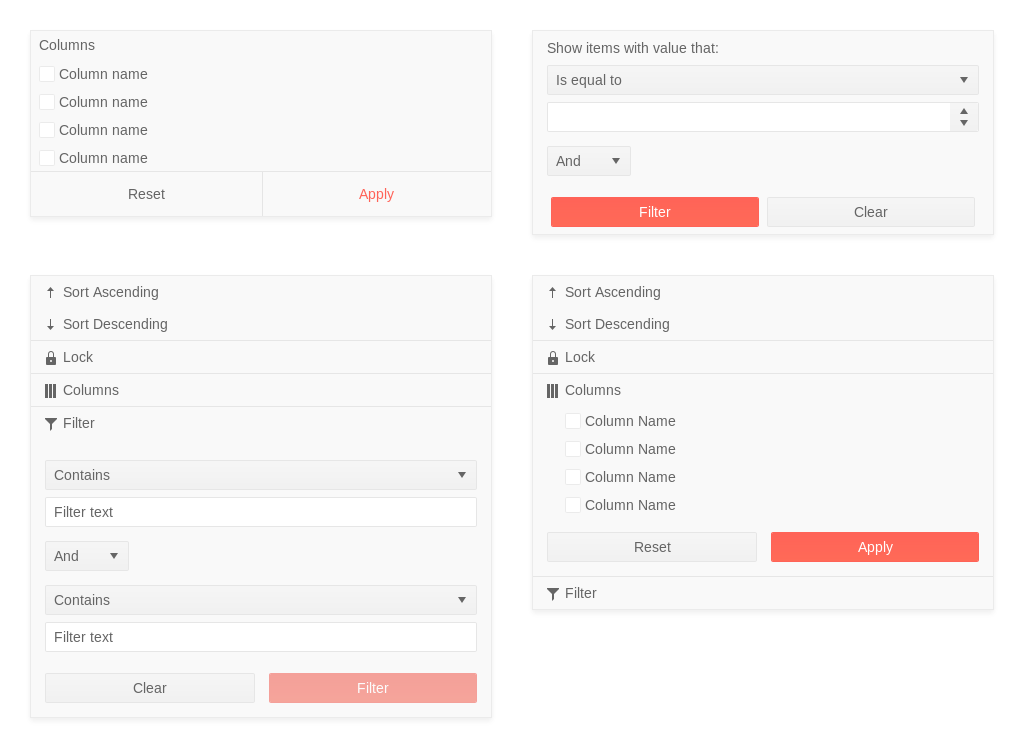 Columns
Column name
Column name
Column name
Column name
Reset Apply
Show items with value that:
Is equal to
And
Filter Clear
Sort Ascending
Sort Descending
Lock
Columns
Filter
Contains
Filter text
And
Contains
Filter text
Clear Filter
Sort Ascending
Sort Descending
Lock
Columns
Column Name
Column Name
Column Name
Column Name
Reset Apply
Filter